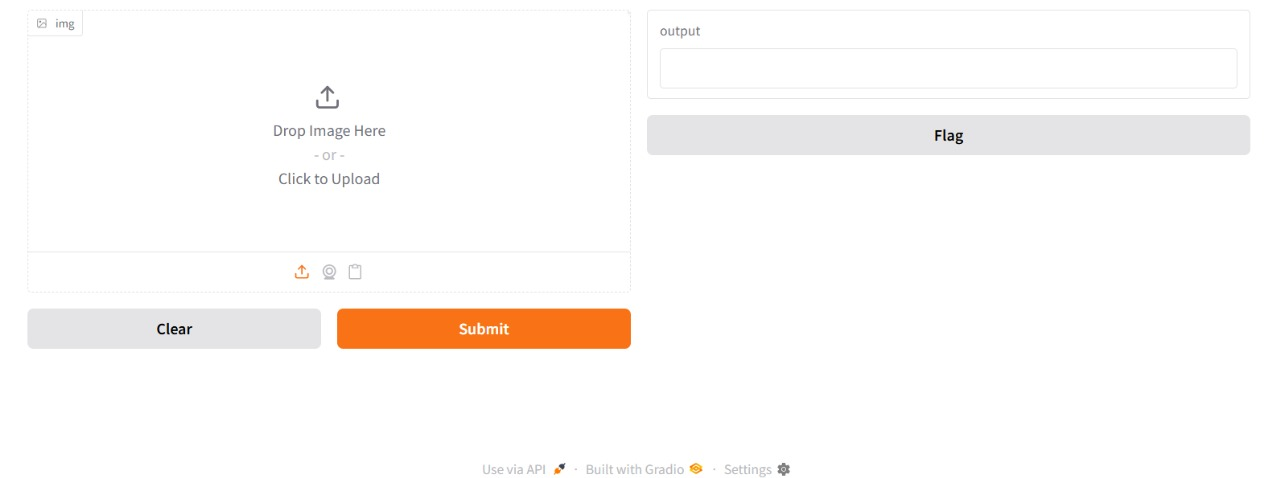 img
Drop Image Here
- or -
Click to Upload
Clear
Submit
output
Flag
Use via API · Built with Gradio · Settings